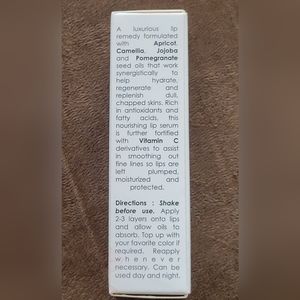 A luxurious lip
remedy formulated
with Apricot,
Camellia, Jojoba
and Pomegranate
seed oils that work
synergistically to
help hydrate,
regenerate and
replenish dull,
chapped skins. Rich
in antioxidants and
fatty acids, this
nourishing lip serum
is further fortified
with Vitamin C
derivatives to assist
in smoothing out
fine lines so lips are
left plumped,
moisturized and
protected.
Directions : Shake
before use. Apply
2-3 layers onto lips
and allow oils to
absorb. Top up with
your favorite color if
required. Reapply
whenever
necessary. Can be
used day and night.